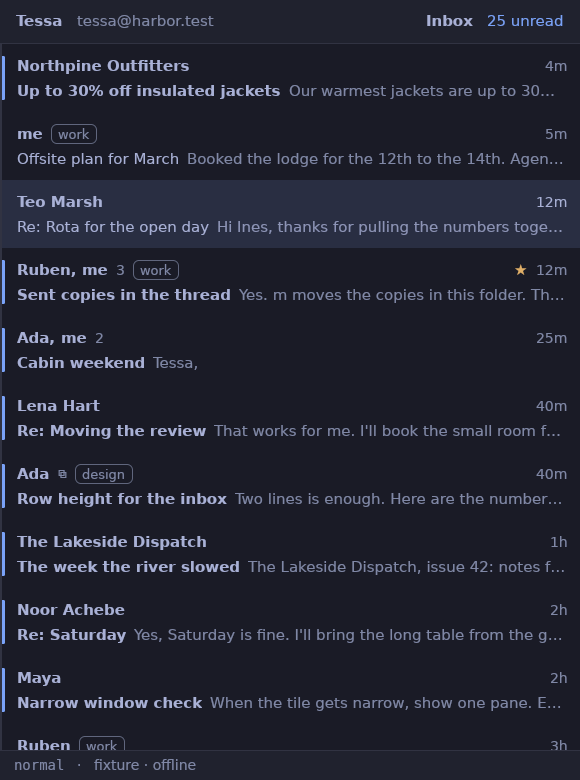 Tessa tessa@harbor.test Inbox 25 unread
Northpine Outfitters 4m
Up to 30% off insulated jackets Our warmest jackets are up to 30…
me work 5m
Offsite plan for March Booked the lodge for the 12th to the 14th. Agen…
Teo Marsh 12m
Re: Rota for the open day Hi Ines, thanks for pulling the numbers toge…
Ruben, me 3 work ★ 12m
Sent copies in the thread Yes. m moves the copies in this folder. Th…
Ada, me 2 25m
Cabin weekend Tessa,
Lena Hart 40m
Re: Moving the review That works for me. I'll book the small room f…
Ada design 40m
Row height for the inbox Two lines is enough. Here are the number…
The Lakeside Dispatch 1h
The week the river slowed The Lakeside Dispatch, issue 42: notes f…
Noor Achebe 2h
Re: Saturday Yes, Saturday is fine. I'll bring the long table from the g…
Maya 2h
Narrow window check When the tile gets narrow, show one pane. E…
Ruben work 3h
normal · fixture · offline